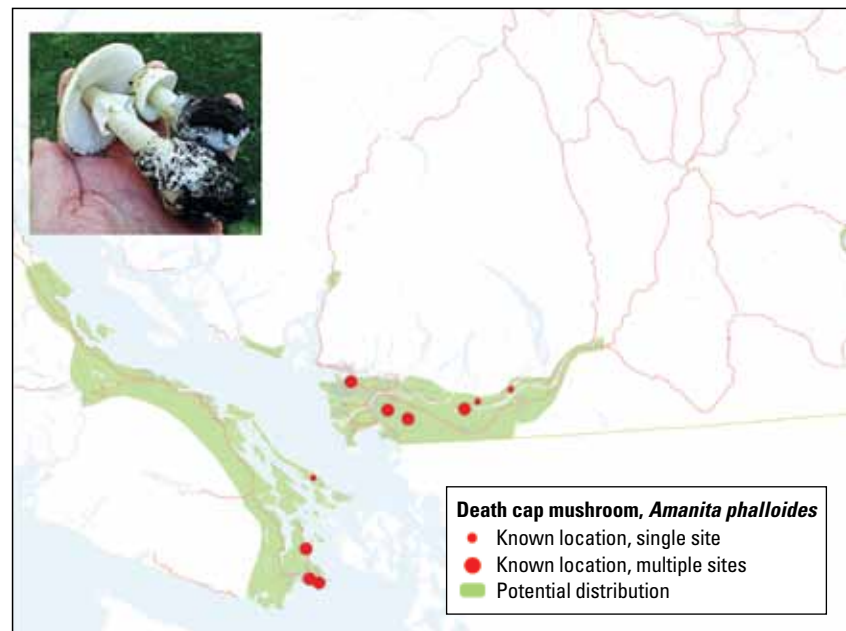 Death cap mushroom, Amanita phalloides
Known location, single site
Known location, multiple sites
Potential distribution